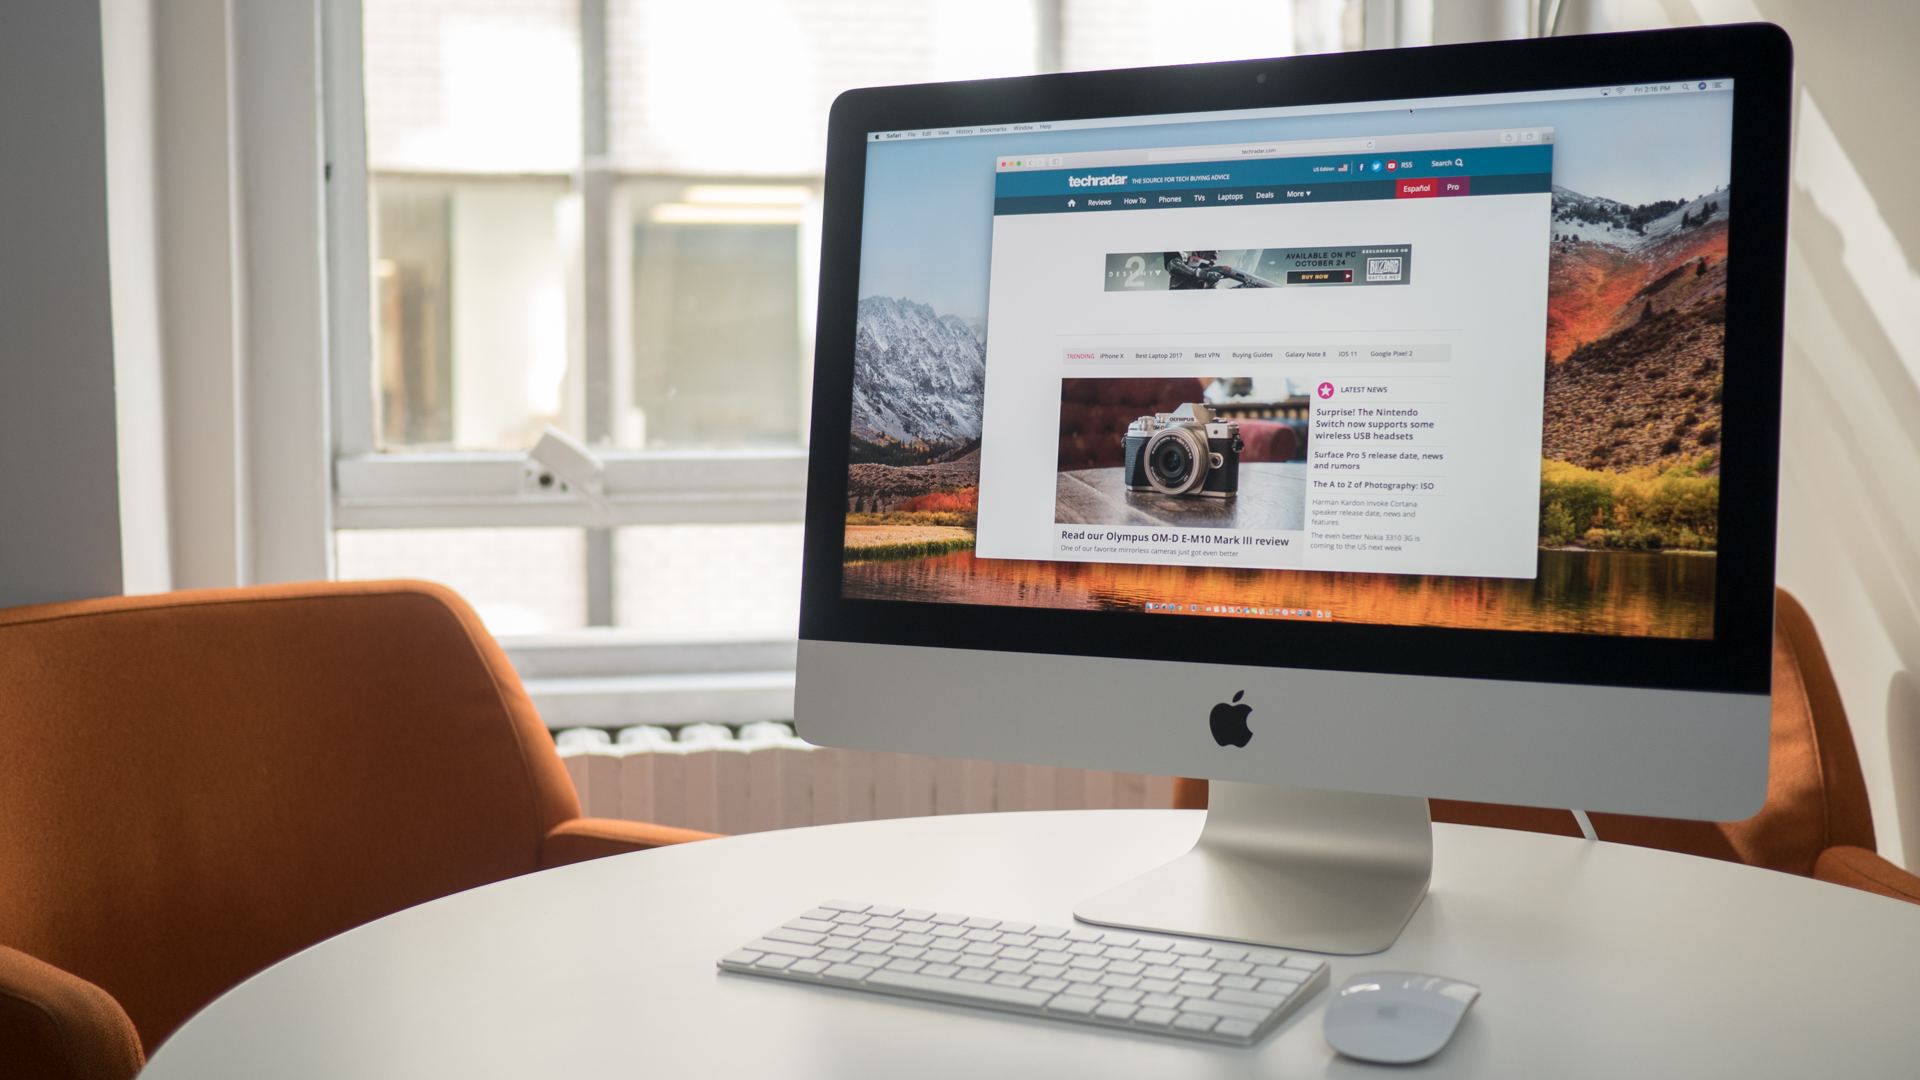 Safari File Edit View History Bookmarks Window Help
Fri 2:16 PM
techradar.com
techradar THE SOURCE FOR TECH BUYING ADVICE
US Edition
RSS
Search
Reviews How To Phones TVs Laptops Deals More
Español Pro
DESTINY 2
AVAILABLE ON PC
OCTOBER 24
BUY NOW
EXCLUSIVELY ON
BLIZZARD
BATTLE.NET
TRENDING iPhone X Best Laptop 2017 Best VPN Buying Guides Galaxy Note 8 iOS 11 Google Pixel 2
OLYMPUS
Read our Olympus OM-D E-M10 Mark III review
One of our favorite mirrorless cameras just got even better
LATEST NEWS
Surprise! The Nintendo
Switch now supports some
wireless USB headsets
Surface Pro 5 release date, news
and rumors
The A to Z of Photography: ISO
Harman Kardon Invoke Cortana
speaker release date, news and
features
The even better Nokia 3310 3G is
coming to the US next week